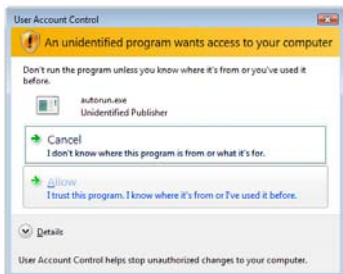 User Account Control
An unidentified program wants access to your computer
Don't run the program unless you know where it's from or you've used it
before.
autorun.exe
Unidentified Publisher
Cancel
I don't know where this program is from or what it's for.
Allow
I trust this program. I know where it's from or I've used it before.
Details
User Account Control helps stop unauthorized changes to your computer.